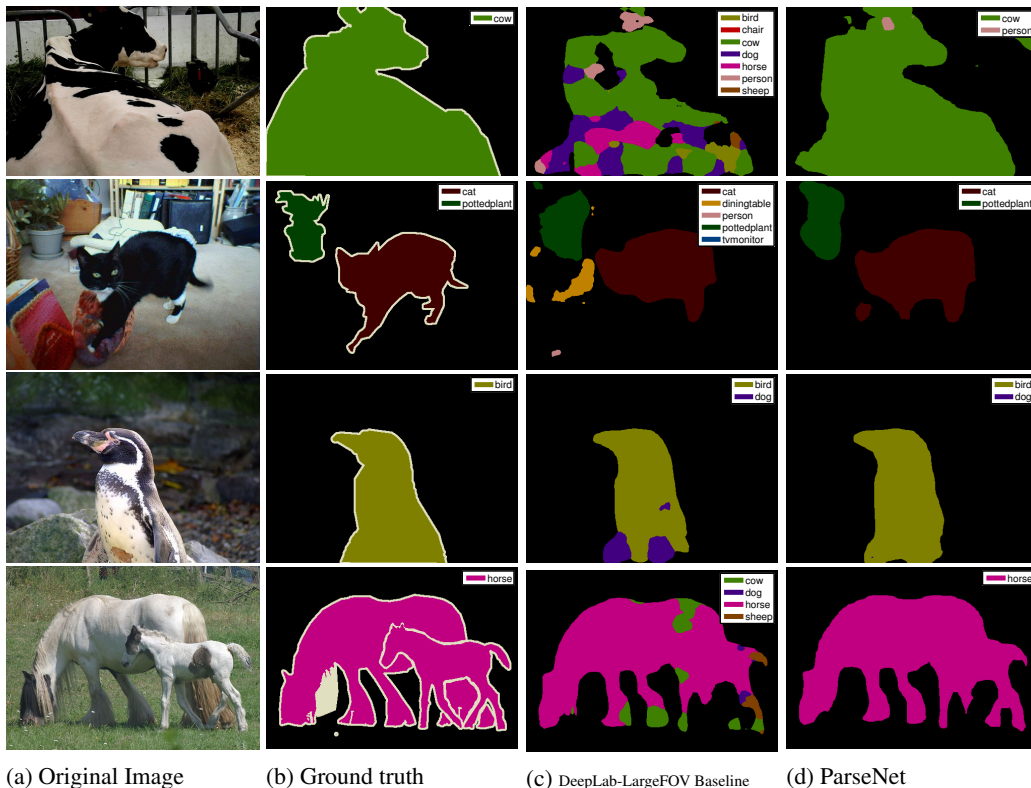 cow
bird
chair
cow
dog
horse
person
sheep
cow
person
cat
pottedplant
cat
diningtable
person
pottedplant
tvmonitor
cat
pottedplant
bird
bird
dog
bird
dog
horse
cow
dog
horse
sheep
horse
(a) Original Image (b) Ground truth (c) DeepLab-LargeFOV Baseline (d) ParseNet